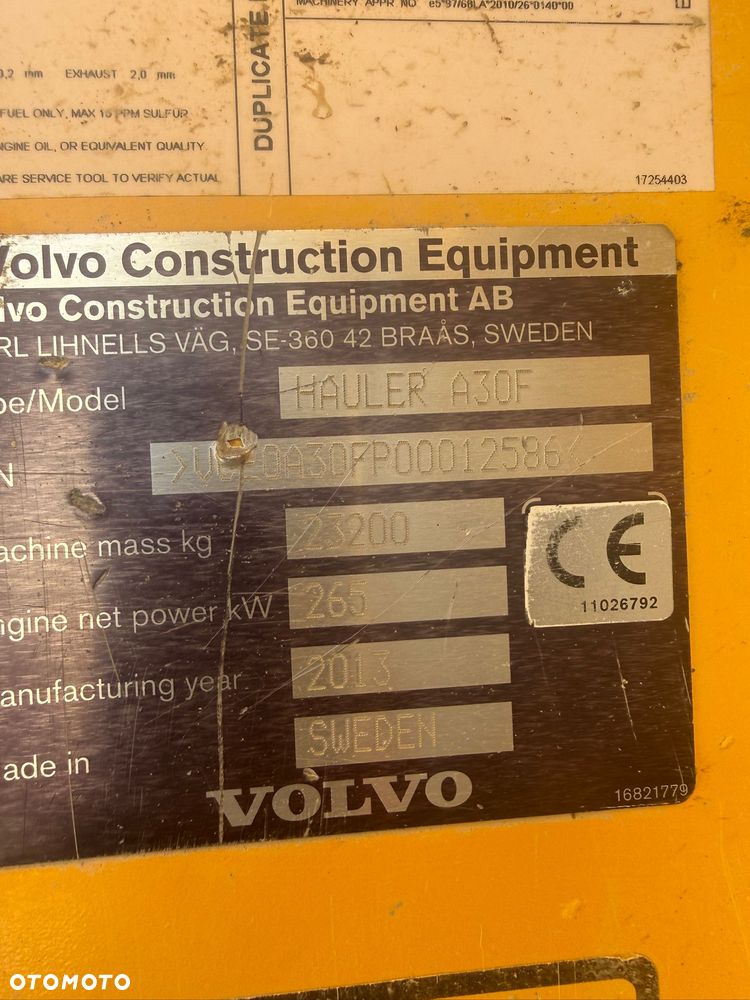 MACHINERY APPR NO e5*97/68LA*2010/26*0140*00
0,2 mm EXHAUST 2,0 mm
FUEL ONLY, MAX 15 PPM SULFUR
NGINE OIL, OR EQUIVALENT QUALITY.
ARE SERVICE TOOL TO VERIFY ACTUAL
DUPLICATE
17254403
Volvo Construction Equipment
lvo Construction Equipment AB
RL LIHNELLS VÄG, SE-360 42 BRAÅS, SWEDEN
pe/Model HAULER A30F
N >VCE0A30FP00012586<
achine mass kg 23200
ngine net power kW 265
anufacturing year 2013
ade in SWEDEN
CE
11026792
VOLVO
16821779
OTOMOTO